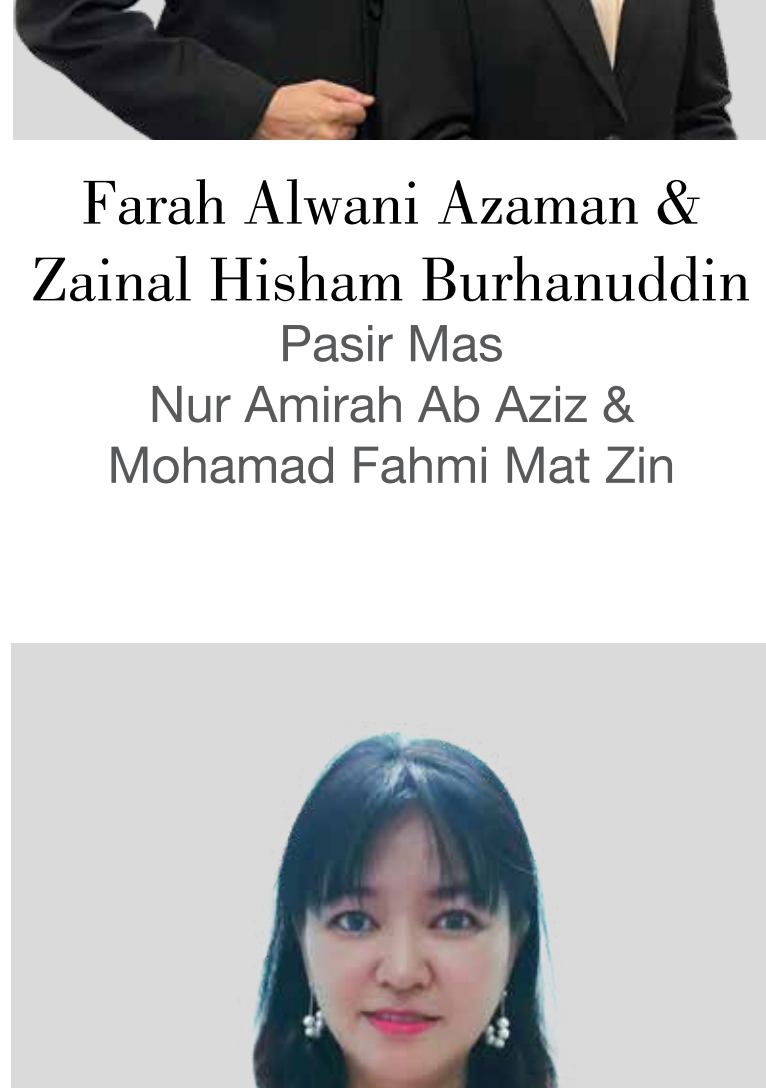 Farah Alwani Azaman &
Zainal Hisham Burhanuddin
Pasir Mas
Nur Amirah Ab Aziz &
Mohamad Fahmi Mat Zin